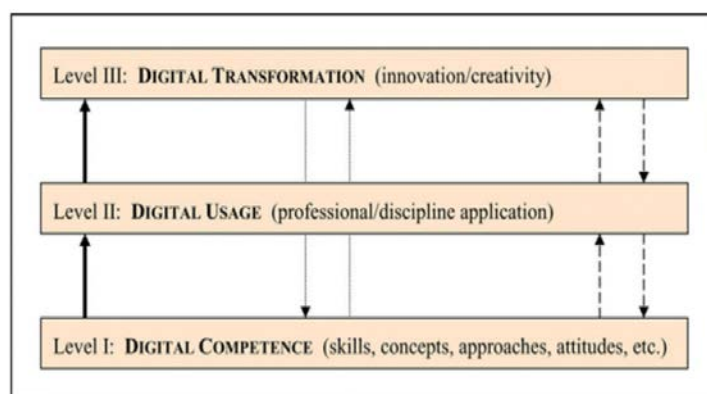 Level III: DIGITAL TRANSFORMATION (innovation/creativity)
Level II: DIGITAL USAGE (professional/discipline application)
Level I: DIGITAL COMPETENCE (skills, concepts, approaches, attitudes, etc.)